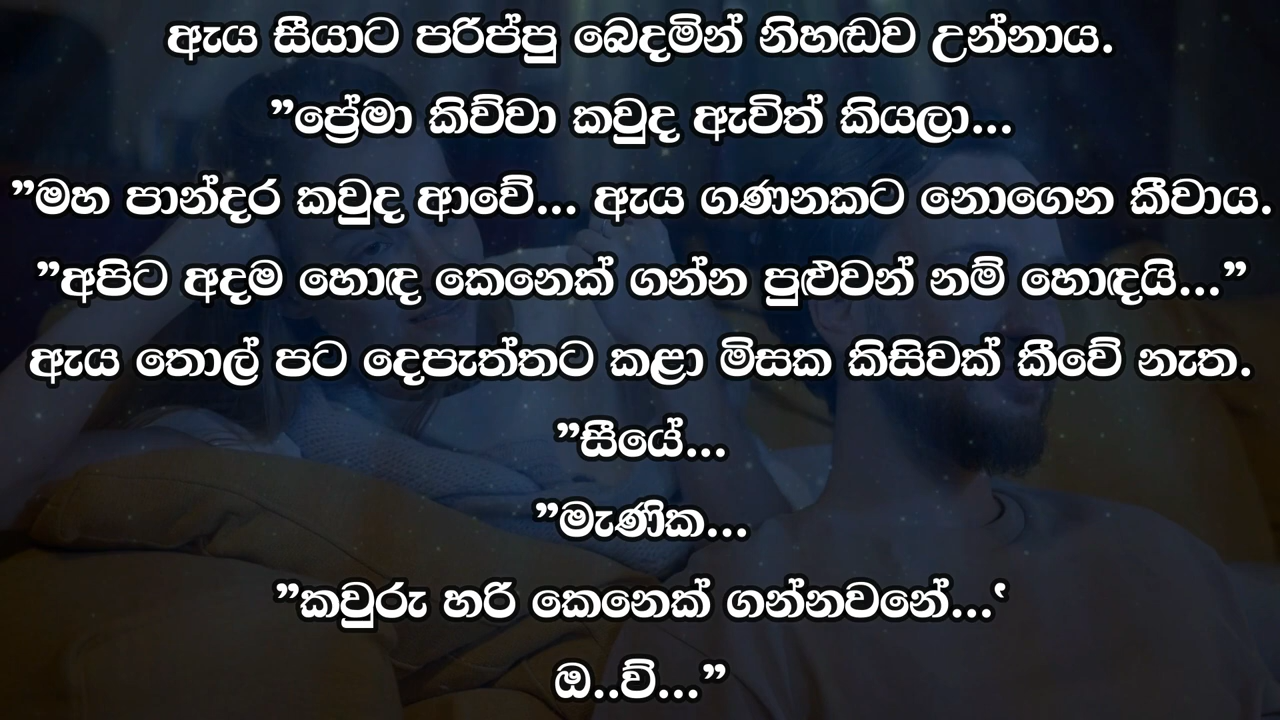 ඇය සීයාට පරිප්පු බෙදමින් නිහඬව උන්නාය.
”ප්‍රේමා කිව්වා කවුද ඇවිත් කියලා...
”මහ පාන්දර කවුද ආවේ... ඇය ගණනකට නොගෙන කීවාය.
”අපිට අදම හොඳ කෙනෙක් ගන්න පුළුවන් නම් හොඳයි...”
ඇය තොල් පට දෙපැත්තට කළා මිසක කිසිවක් කීවේ නැත.
”සීයේ...
”මැණික...
”කවුරු හරි කෙනෙක් ගන්නවනේ...‛
ඔ..ව්...”